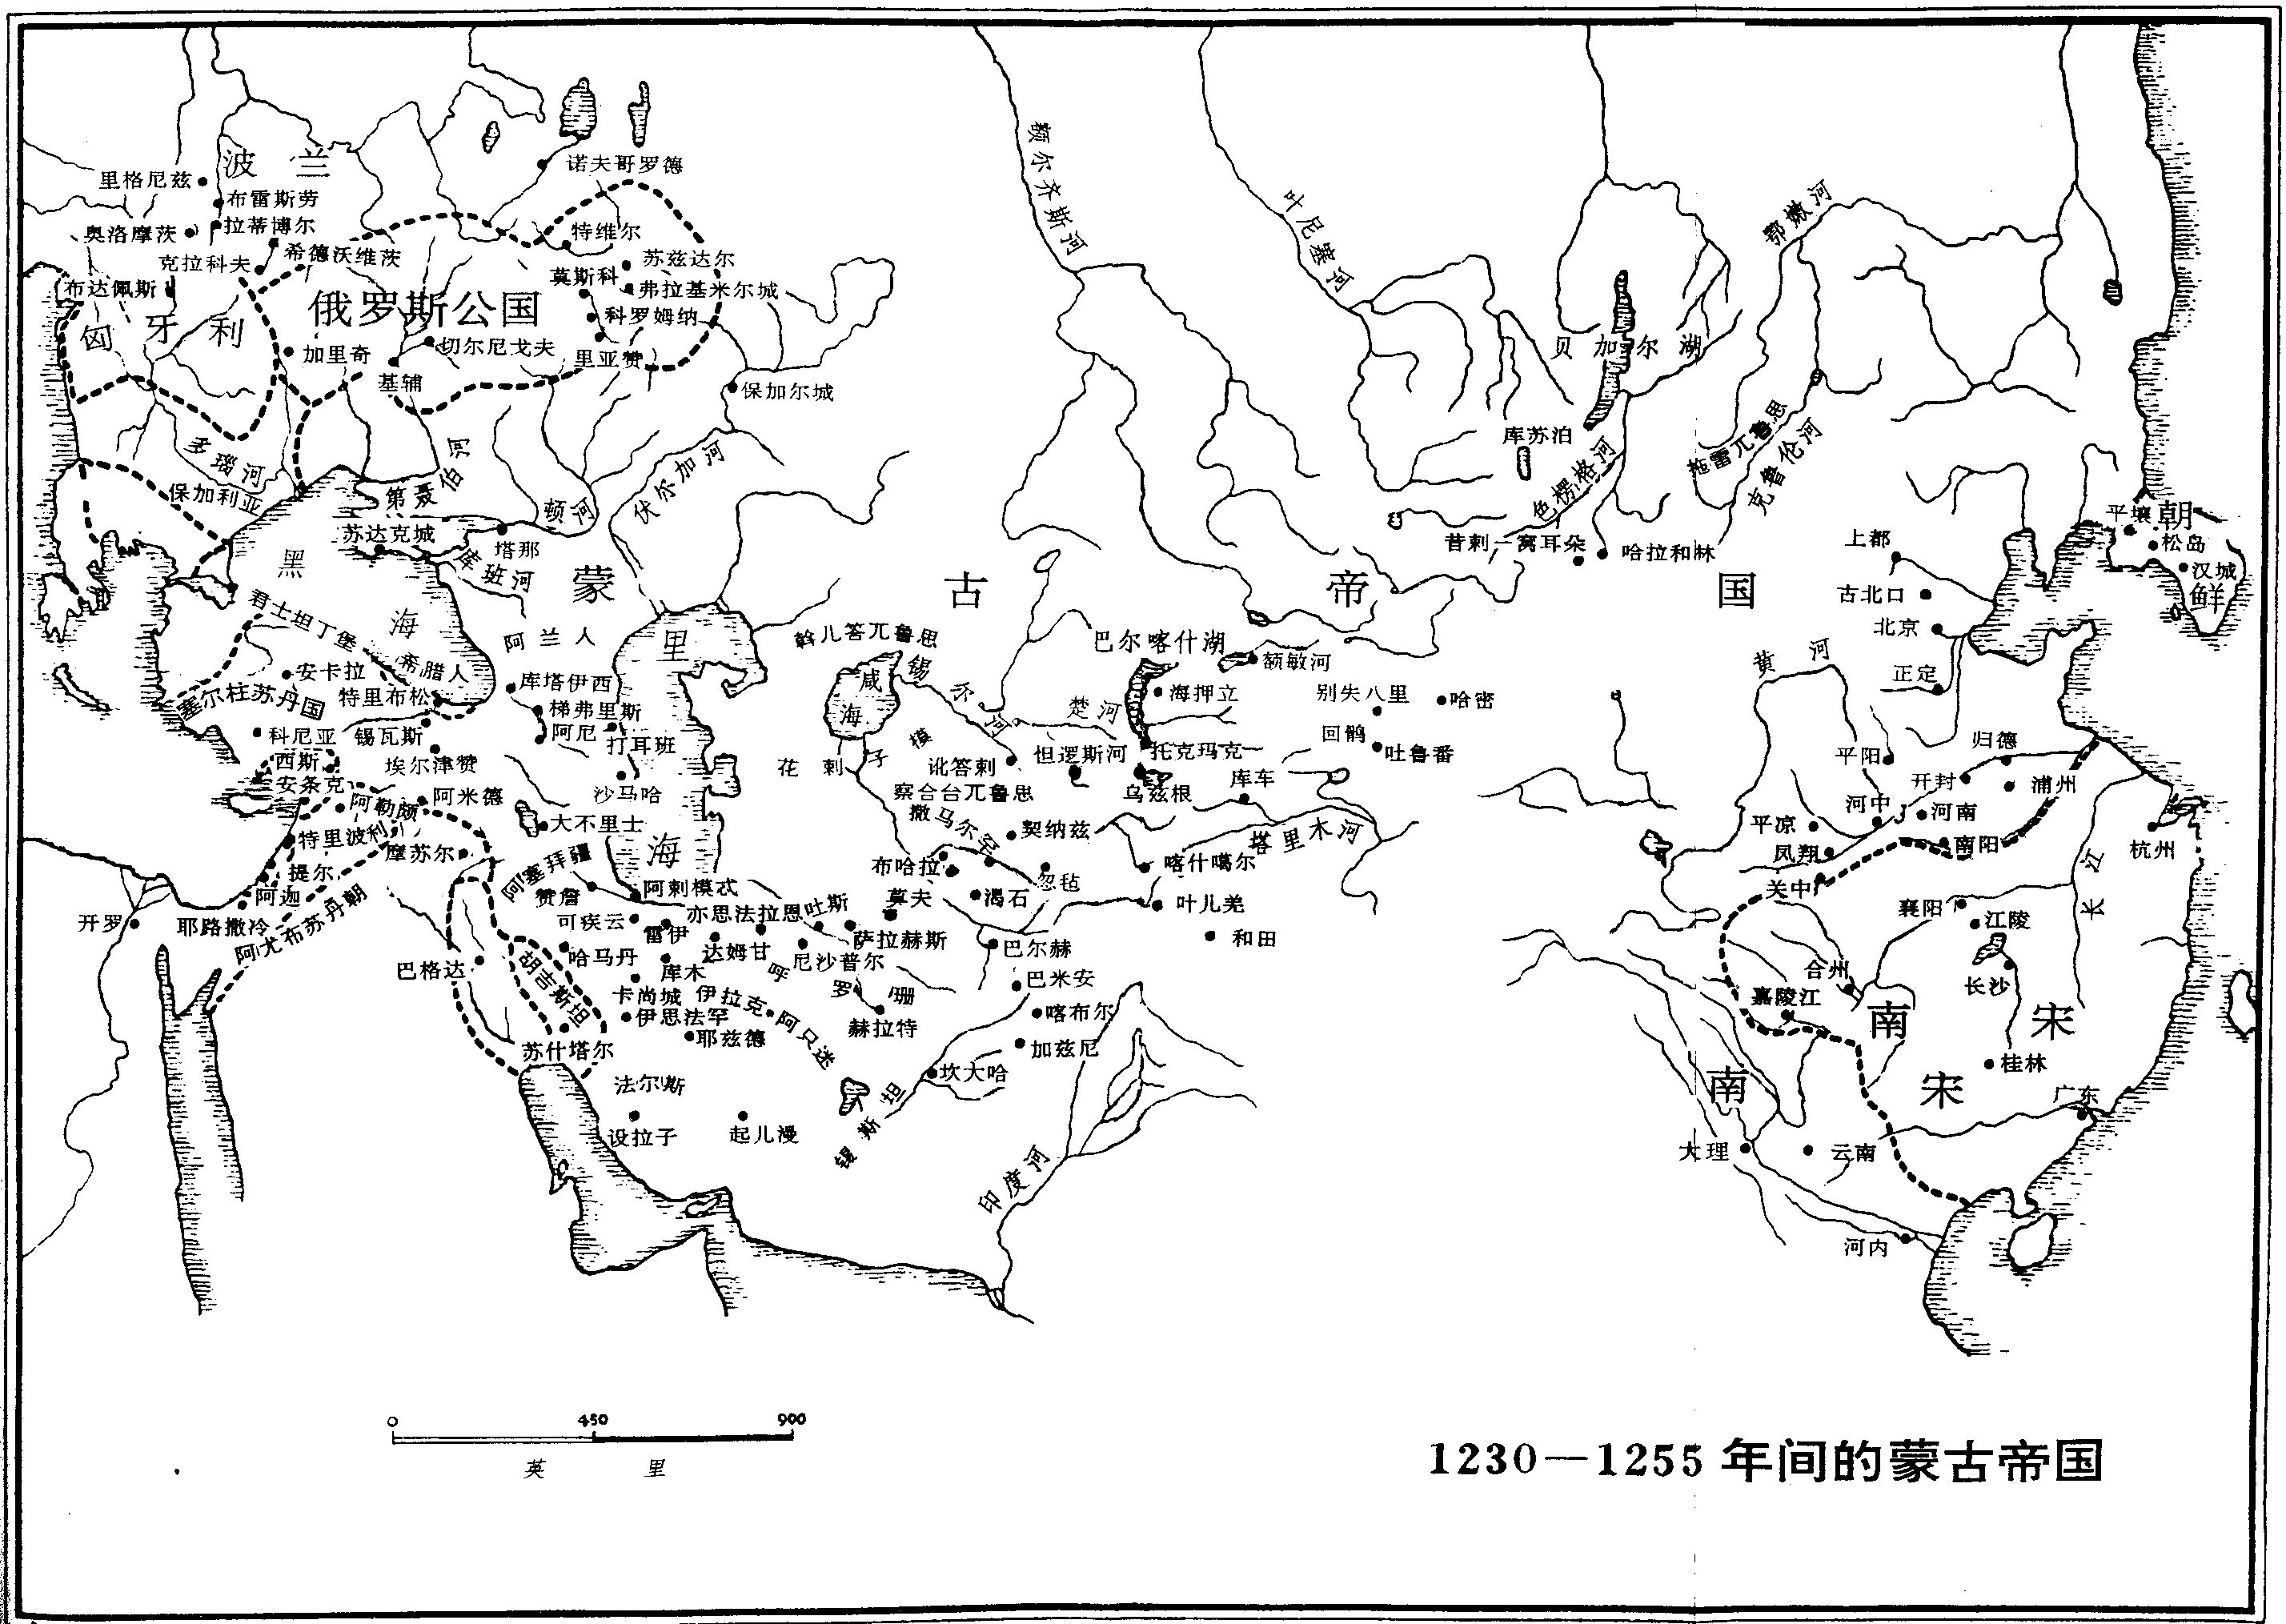 诺夫哥罗德
波兰
里格尼兹
布雷斯劳
拉蒂博尔
奥洛摩茨
希德沃维茨
克拉科夫
布达佩斯
匈牙利
俄罗斯公国
特维尔
苏兹达尔
莫斯科
弗拉基米尔城
科罗姆纳
里亚赞
加里奇
切尔尼戈夫
基辅
保加尔城
多瑙河
保加利亚
第聂伯河
顿河
伏尔加河
苏达克城
塔那
库班河
黑海
君士坦丁堡
阿兰人
希腊人
安卡拉
特里布松
塞尔柱苏丹国
库塔伊西
梯弗里斯
阿尼
打耳班
科尼亚
锡瓦斯
西斯
埃尔津赞
安条克
阿勒颇
阿米德
沙马哈
里海
特里波利
摩苏尔
大不里士
提尔
阿迦
阿塞拜疆
赞詹
阿剌模忒
开罗
耶路撒冷
阿尤布苏丹朝
可疾云
雷伊
亦思法拉恩
吐斯
达姆甘
尼沙普尔
萨拉赫斯
哈马丹
库木
巴格达
胡吉斯坦
卡尚城
伊拉克·阿只迷
呼罗珊
赫拉特
伊思法罕
耶兹德
苏什塔尔
法尔斯
设拉子
起儿漫
锡斯坦
坎大哈
印度河
蒙古帝国
额尔齐斯河
叶尼塞河
鄂嫩河
贝加尔湖
库苏泊
拖雷兀鲁思
克鲁伦河
色楞格河
昔剌—窝耳朵
哈拉和林
斡儿答兀鲁思
咸海
锡尔河
巴尔喀什湖
额敏河
海押立
楚河
别失八里
哈密
回鹘
吐鲁番
花剌子模
讹答剌
怛逻斯河
托克玛克
察合台兀鲁思
乌兹根
库车
撒马尔罕
契纳兹
塔里木河
布哈拉
忽毡
喀什噶尔
渴石
叶儿羌
和田
巴尔赫
巴米安
喀布尔
加兹尼
上都
古北口
北京
正定
黄河
平壤
朝鲜
松岛
汉城
平阳
归德
开封
浦州
河中
河南
平凉
凤翔
南阳
关中
杭州
长江
襄阳
江陵
合州
长沙
嘉陵江
南宋
桂林
南宋
广东
大理
云南
河内
0 450 900
英里
1230—1255年间的蒙古帝国